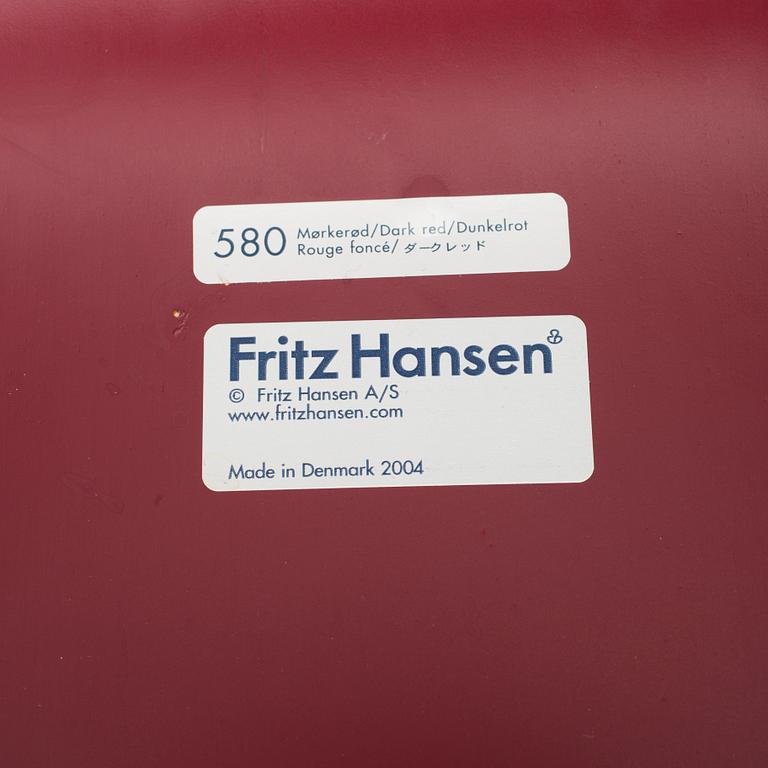 580 Mørkerød/Dark red/Dunkelrot
Rouge foncé/ ダークレッド
Fritz Hansen
© Fritz Hansen A/S
www.fritzhansen.com
Made in Denmark 2004